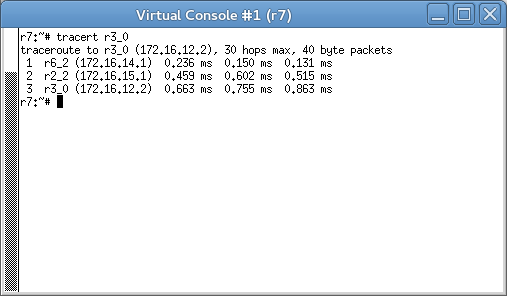 Virtual Console #1 (r7)
r7:~# tracert r3_0
traceroute to r3_0 (172.16.12.2), 30 hops max, 40 byte packets
1 r6_2 (172.16.14.1) 0.236 ms 0.150 ms 0.131 ms
2 r2_2 (172.16.15.1) 0.459 ms 0.602 ms 0.515 ms
3 r3_0 (172.16.12.2) 0.663 ms 0.755 ms 0.863 ms
r7:~#